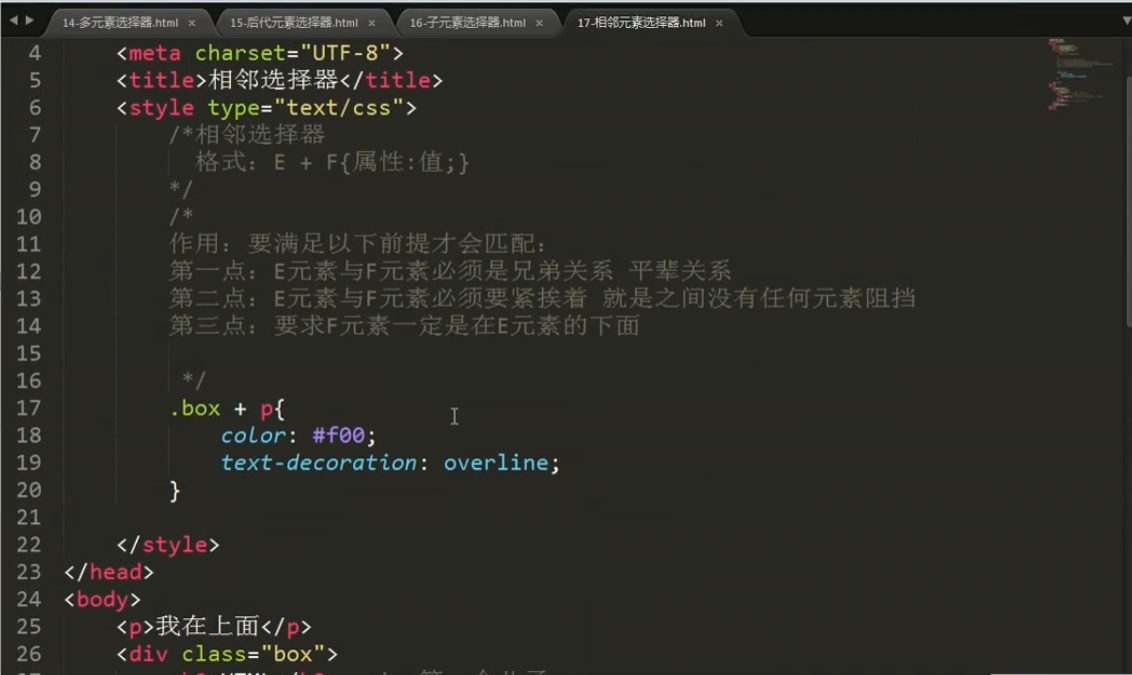 14-多元素选择器.html × 15-后代元素选择器.html × 16-子元素选择器.html × 17-相邻元素选择器.html ×
4 <meta charset="UTF-8">
5 <title>相邻选择器</title>
6 <style type="text/css">
7 /*相邻选择器
8 格式: E + F{属性:值;}
9 */
10 /*
11 作用: 要满足以下前提才会匹配:
12 第一点: E元素与F元素必须是兄弟关系 平辈关系
13 第二点: E元素与F元素必须要紧挨着 就是之间没有任何元素阻挡
14 第三点: 要求F元素一定是在E元素的下面
15
16 */
17 .box + p{
18 color: #f00;
19 text-decoration: overline;
20 }
21
22 </style>
23 </head>
24 <body>
25 <p>我在上面</p>
26 <div class="box">